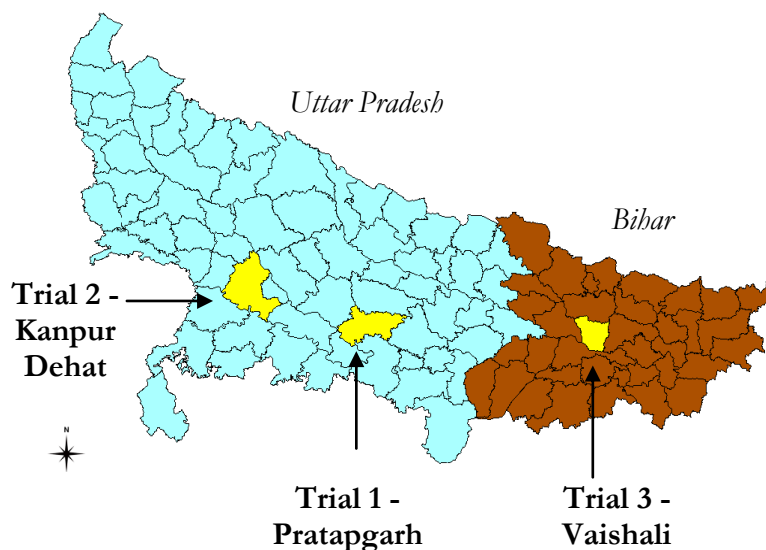 Uttar Pradesh
Bihar
Trial 2 -
Kanpur
Dehat
N
Trial 1 -
Pratapgarh
Trial 3 -
Vaishali